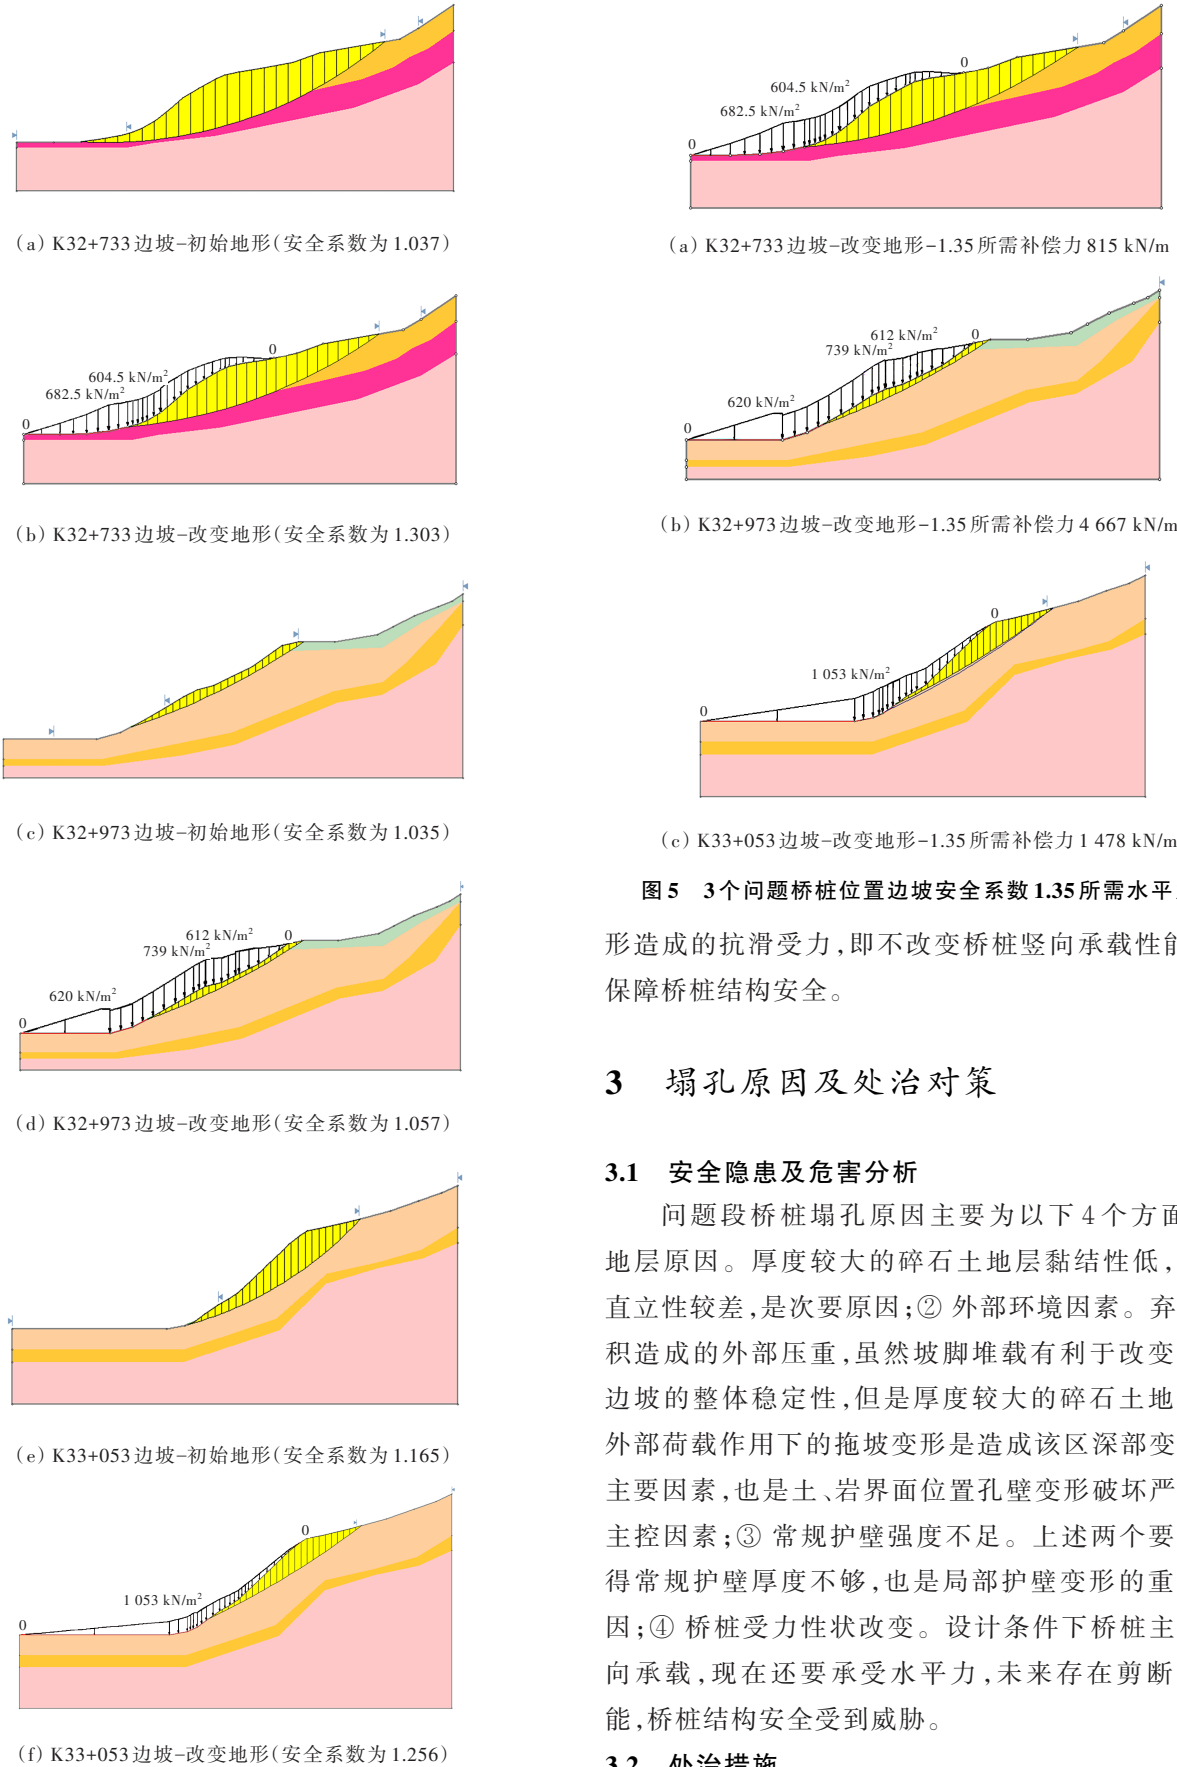 (a) K32+733边坡-初始地形(安全系数为1.037)
0
604.5 kN/m²
682.5 kN/m²
0
(b) K32+733边坡-改变地形(安全系数为1.303)
(c) K32+973边坡-初始地形(安全系数为1.035)
612 kN/m²
0
739 kN/m²
620 kN/m²
0
(d) K32+973边坡-改变地形(安全系数为1.057)
(e) K33+053边坡-初始地形(安全系数为1.165)
0
1 053 kN/m²
0
(f) K33+053边坡-改变地形(安全系数为1.256)
0
604.5 kN/m²
682.5 kN/m²
0
(a) K32+733边坡-改变地形-1.35所需补偿力 815 kN/m
612 kN/m²
0
739 kN/m²
620 kN/m²
0
(b) K32+973边坡-改变地形-1.35所需补偿力 4 667 kN/m
0
1 053 kN/m²
0
(c) K33+053边坡-改变地形-1.35所需补偿力 1 478 kN/m
图5 3个问题桥桩位置边坡安全系数1.35所需水平
形造成的抗滑受力,即不改变桥桩竖向承载性能
保障桥桩结构安全。
3 塌孔原因及处治对策
3.1 安全隐患及危害分析
问题段桥桩塌孔原因主要为以下4个方面
地层原因。厚度较大的碎石土地层黏结性低,
直立性较差,是次要原因;② 外部环境因素。弃
积造成的外部压重,虽然坡脚堆载有利于改变
边坡的整体稳定性,但是厚度较大的碎石土地
外部荷载作用下的拖坡变形是造成该区深部变
主要因素,也是土、岩界面位置孔壁变形破坏严
主控因素;③ 常规护壁强度不足。上述两个要
得常规护壁厚度不够,也是局部护壁变形的重
因;④ 桥桩受力性状改变。设计条件下桥桩主
向承载,现在还要承受水平力,未来存在剪断
能,桥桩结构安全受到威胁。
3.2 处治措施